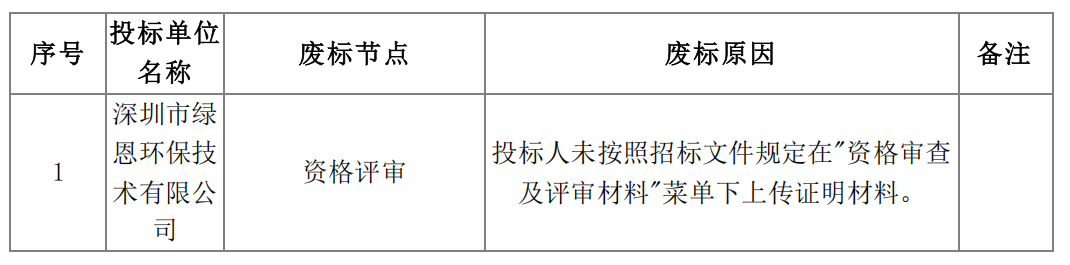 序号
投标单位
名称
废标节点
废标原因
备注
1
深圳市绿
恩环保技
术有限公
司
资格评审
投标人未按照招标文件规定在"资格审查
及评审材料"菜单下上传证明材料。